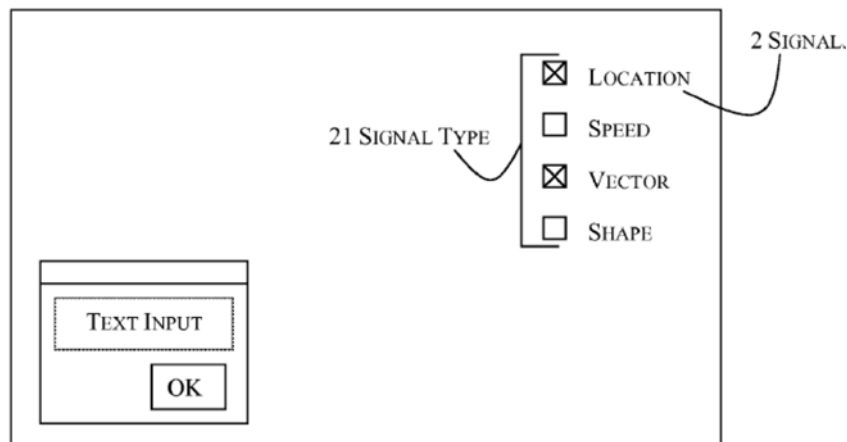 2 SIGNAL.
LOCATION
SPEED
21 SIGNAL TYPE
VECTOR
SHAPE
TEXT INPUT
OK